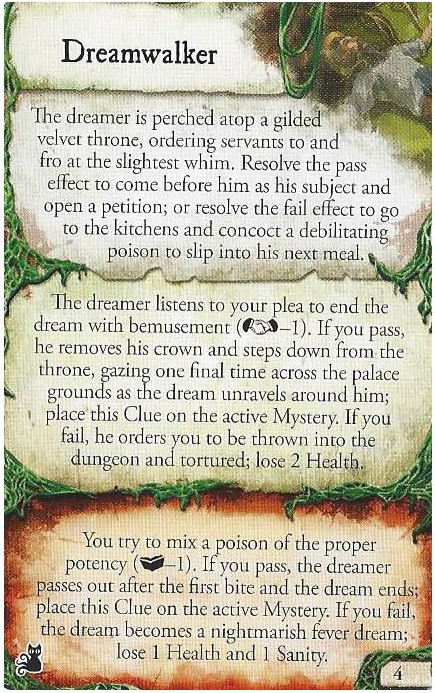 Dreamwalker
The dreamer is perched atop a gilded
velvet throne, ordering servants to and
fro at the slightest whim. Resolve the pass
effect to come before him as his subject and
open a petition; or resolve the fail effect to go
to the kitchens and concoct a debilitating
poison to slip into his next meal.
The dreamer listens to your plea to end the
dream with bemusement (–1). If you pass,
he removes his crown and steps down from the
throne, gazing one final time across the palace
grounds as the dream unravels around him;
place this Clue on the active Mystery. If you
fail, he orders you to be thrown into the
dungeon and tortured; lose 2 Health.
You try to mix a poison of the proper
potency (–1). If you pass, the dreamer
passes out after the first bite and the dream ends;
place this Clue on the active Mystery. If you fail,
the dream becomes a nightmarish fever dream;
lose 1 Health and 1 Sanity.
4